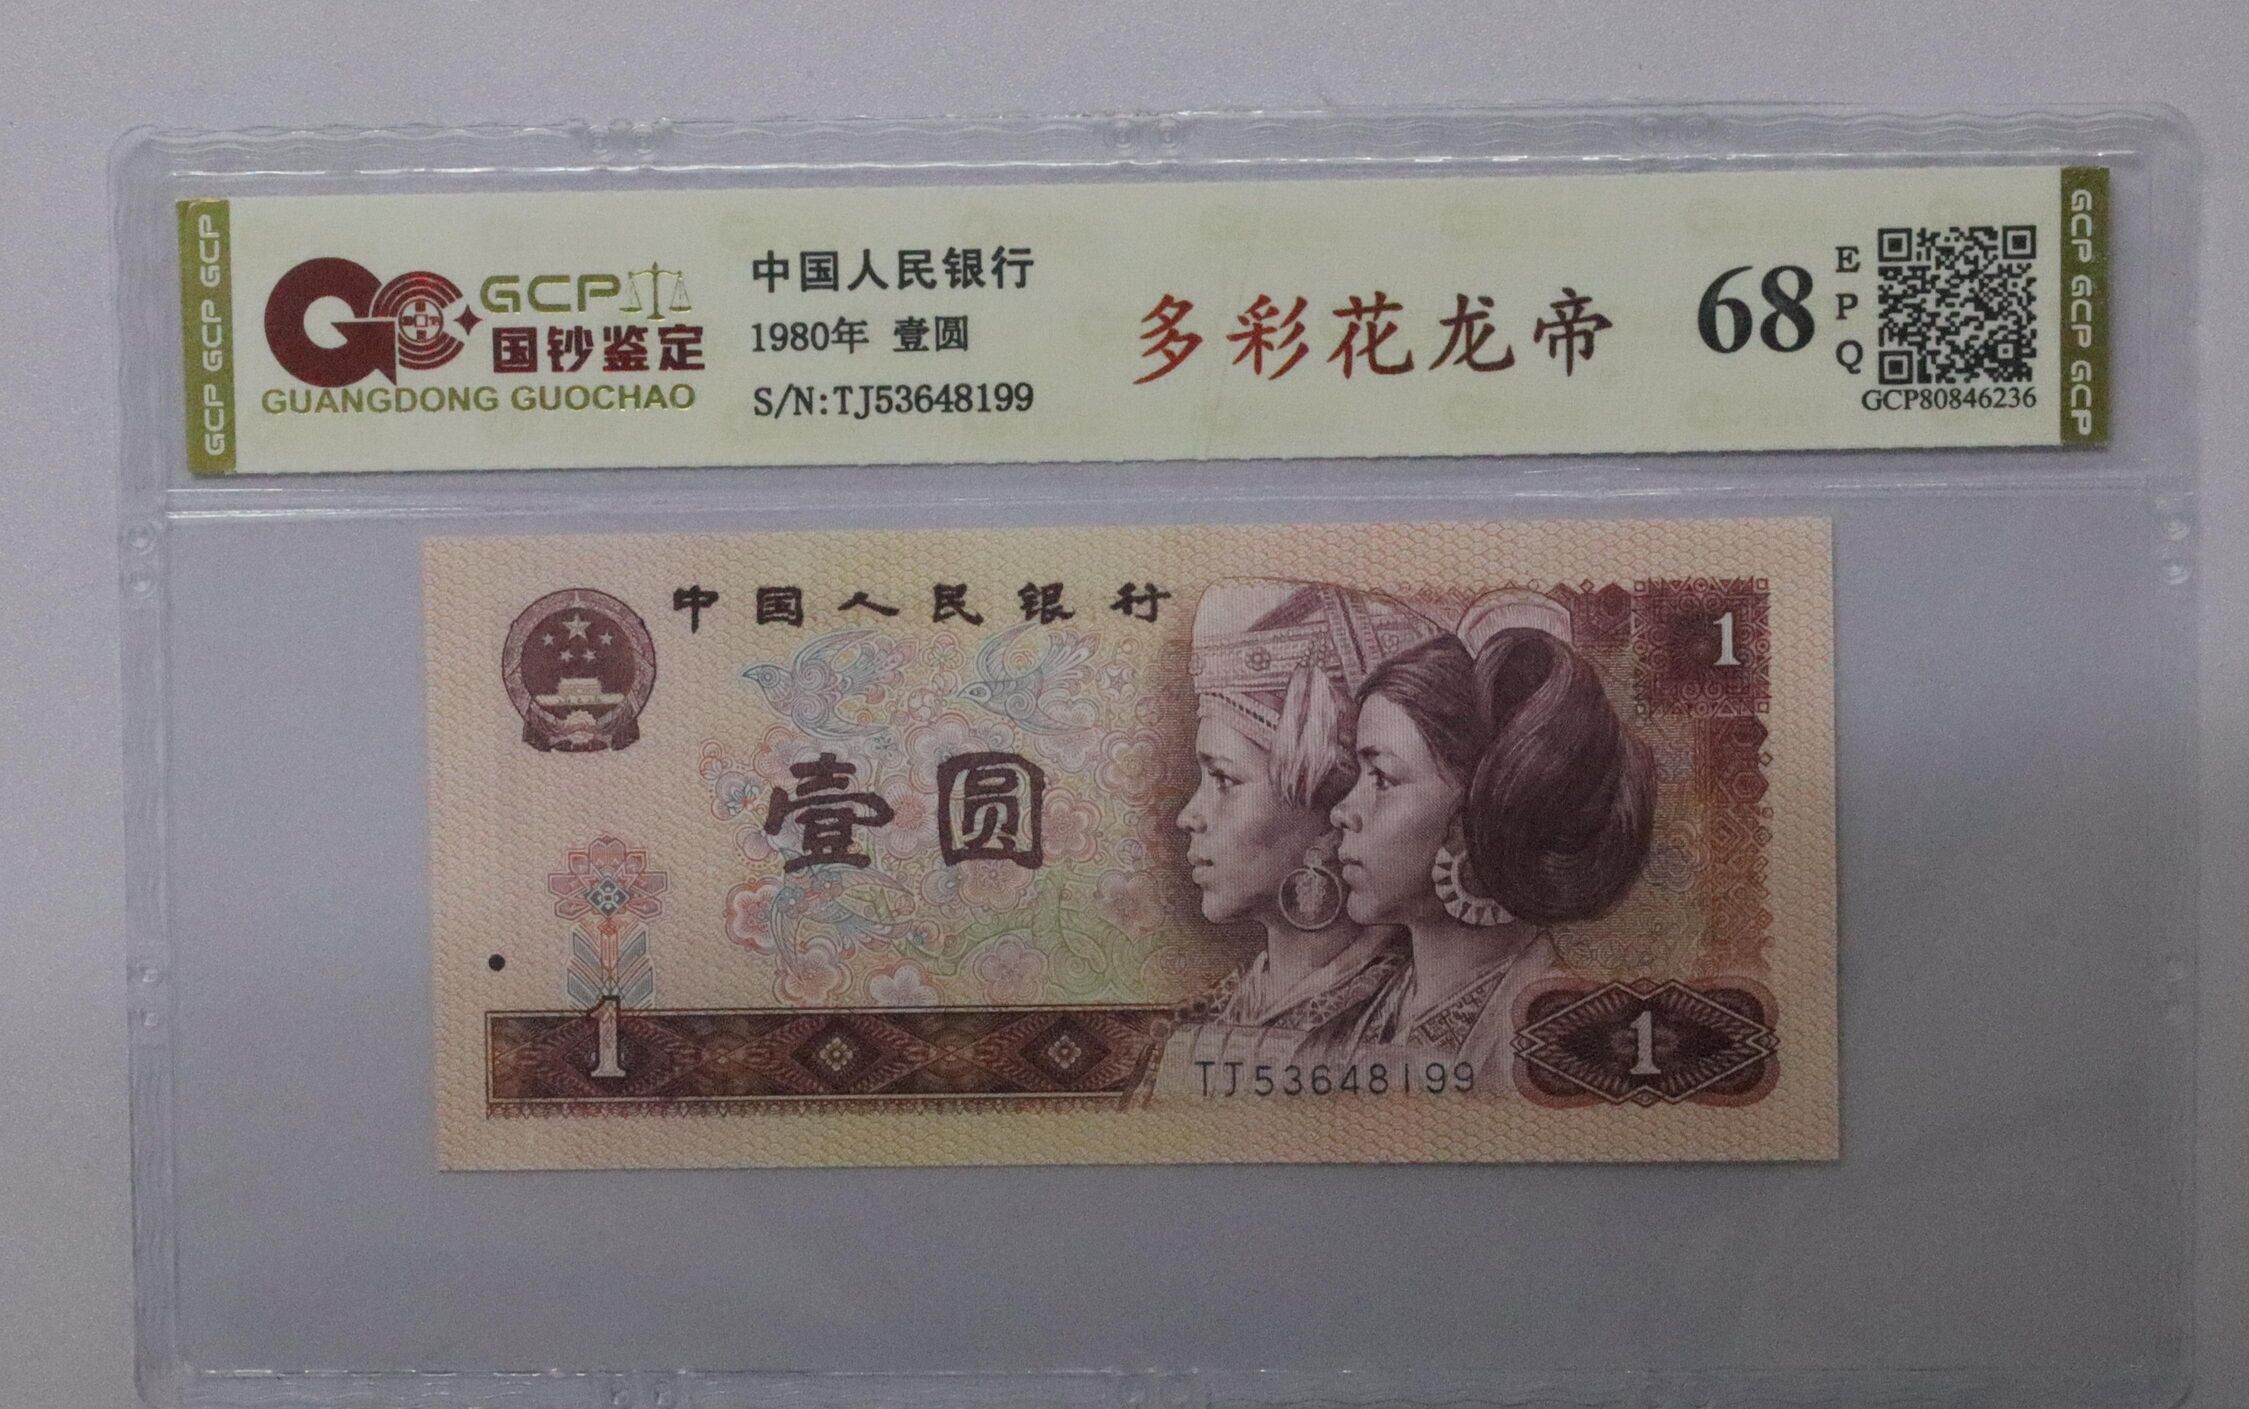 GCP GCP GCP
GCP
国钞鉴定
GUANGDONG GUOCHAO
中国人民银行
1980年 壹圆
S/N:TJ53648199
多彩花龙帝
68
EPQ
GCP80846236
GCP GCP GCP
中国人民银行
1
壹圆
1
1
TJ53648199